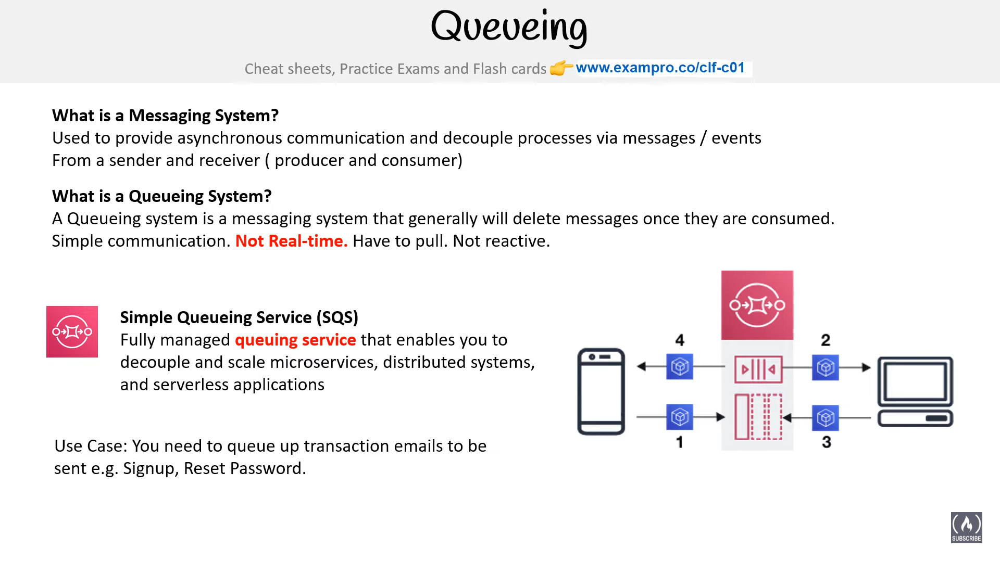 Queueing
Cheat sheets, Practice Exams and Flash cards 👉 www.exampro.co/clf-c01
What is a Messaging System?
Used to provide asynchronous communication and decouple processes via messages / events
From a sender and receiver ( producer and consumer)
What is a Queueing System?
A Queueing system is a messaging system that generally will delete messages once they are consumed.
Simple communication. Not Real-time. Have to pull. Not reactive.
Simple Queueing Service (SQS)
Fully managed queuing service that enables you to
decouple and scale microservices, distributed systems,
and serverless applications
Use Case: You need to queue up transaction emails to be
sent e.g. Signup, Reset Password.
4
2
1
3
SUBSCRIBE